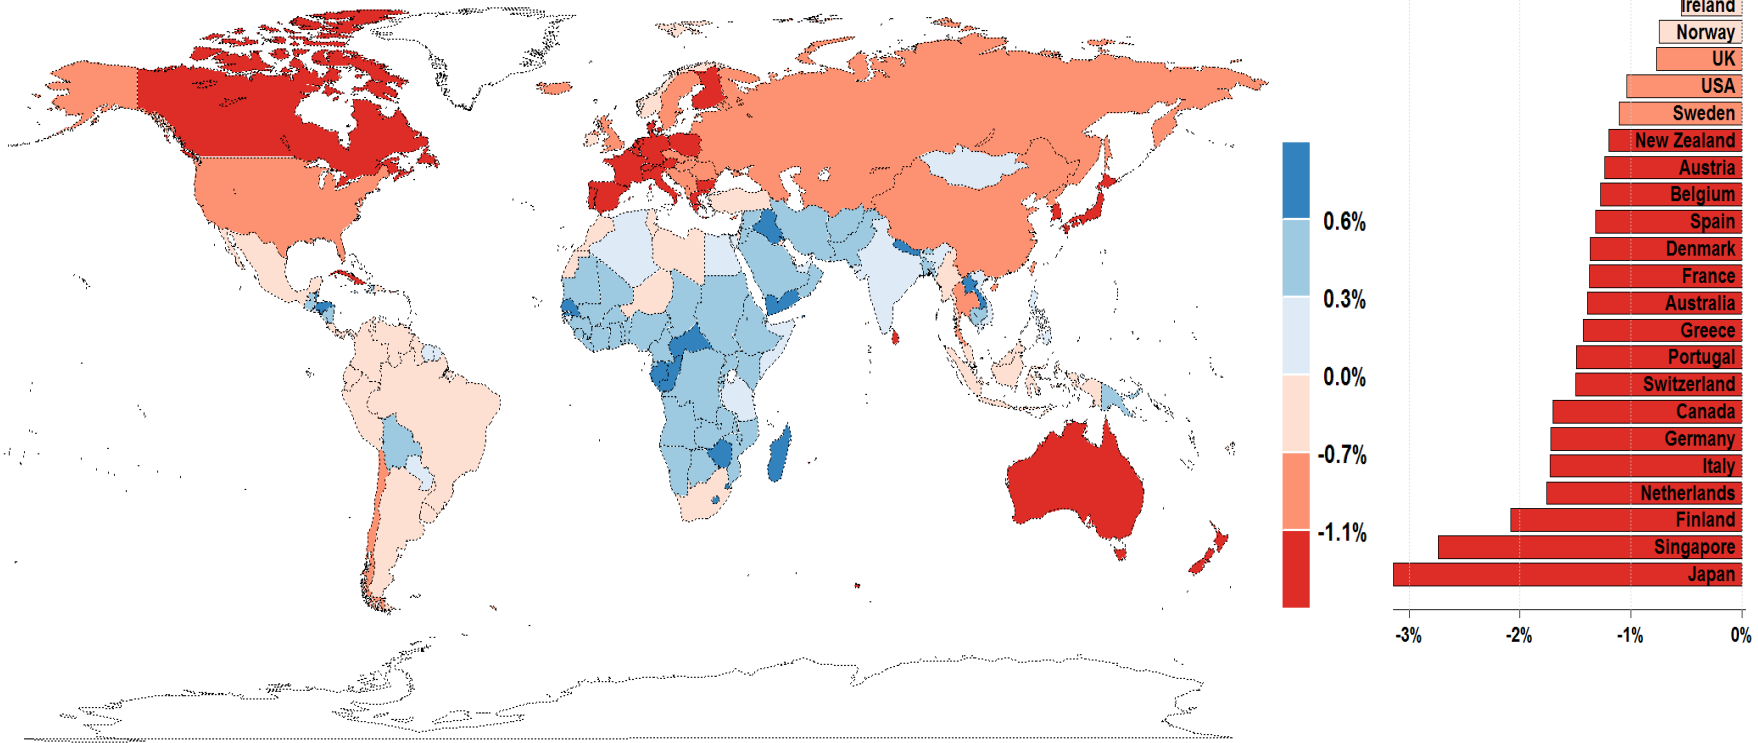 Ireland
Norway
UK
USA
Sweden
New Zealand
Austria
Belgium
Spain
Denmark
France
Australia
Greece
Portugal
Switzerland
Canada
Germany
Italy
Netherlands
Finland
Singapore
Japan
-3% -2% -1% 0%
0.6%
0.3%
0.0%
-0.7%
-1.1%